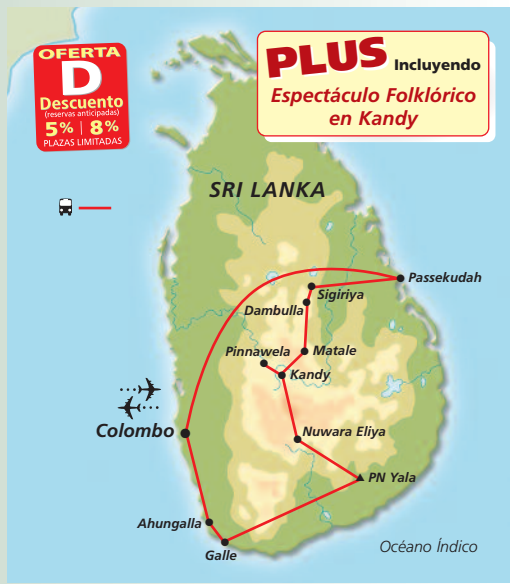 OFERTA
D
Descuento
(reservas anticipadas)
5% | 8%
PLAZAS LIMITADAS
PLUS Incluyendo
Espectáculo Folklórico
en Kandy
SRI LANKA
Passekudah
Sigiriya
Dambulla
Pinnawela
Matale
Kandy
Colombo
Nuwara Eliya
PN Yala
Ahungalla
Galle
Océano Índico